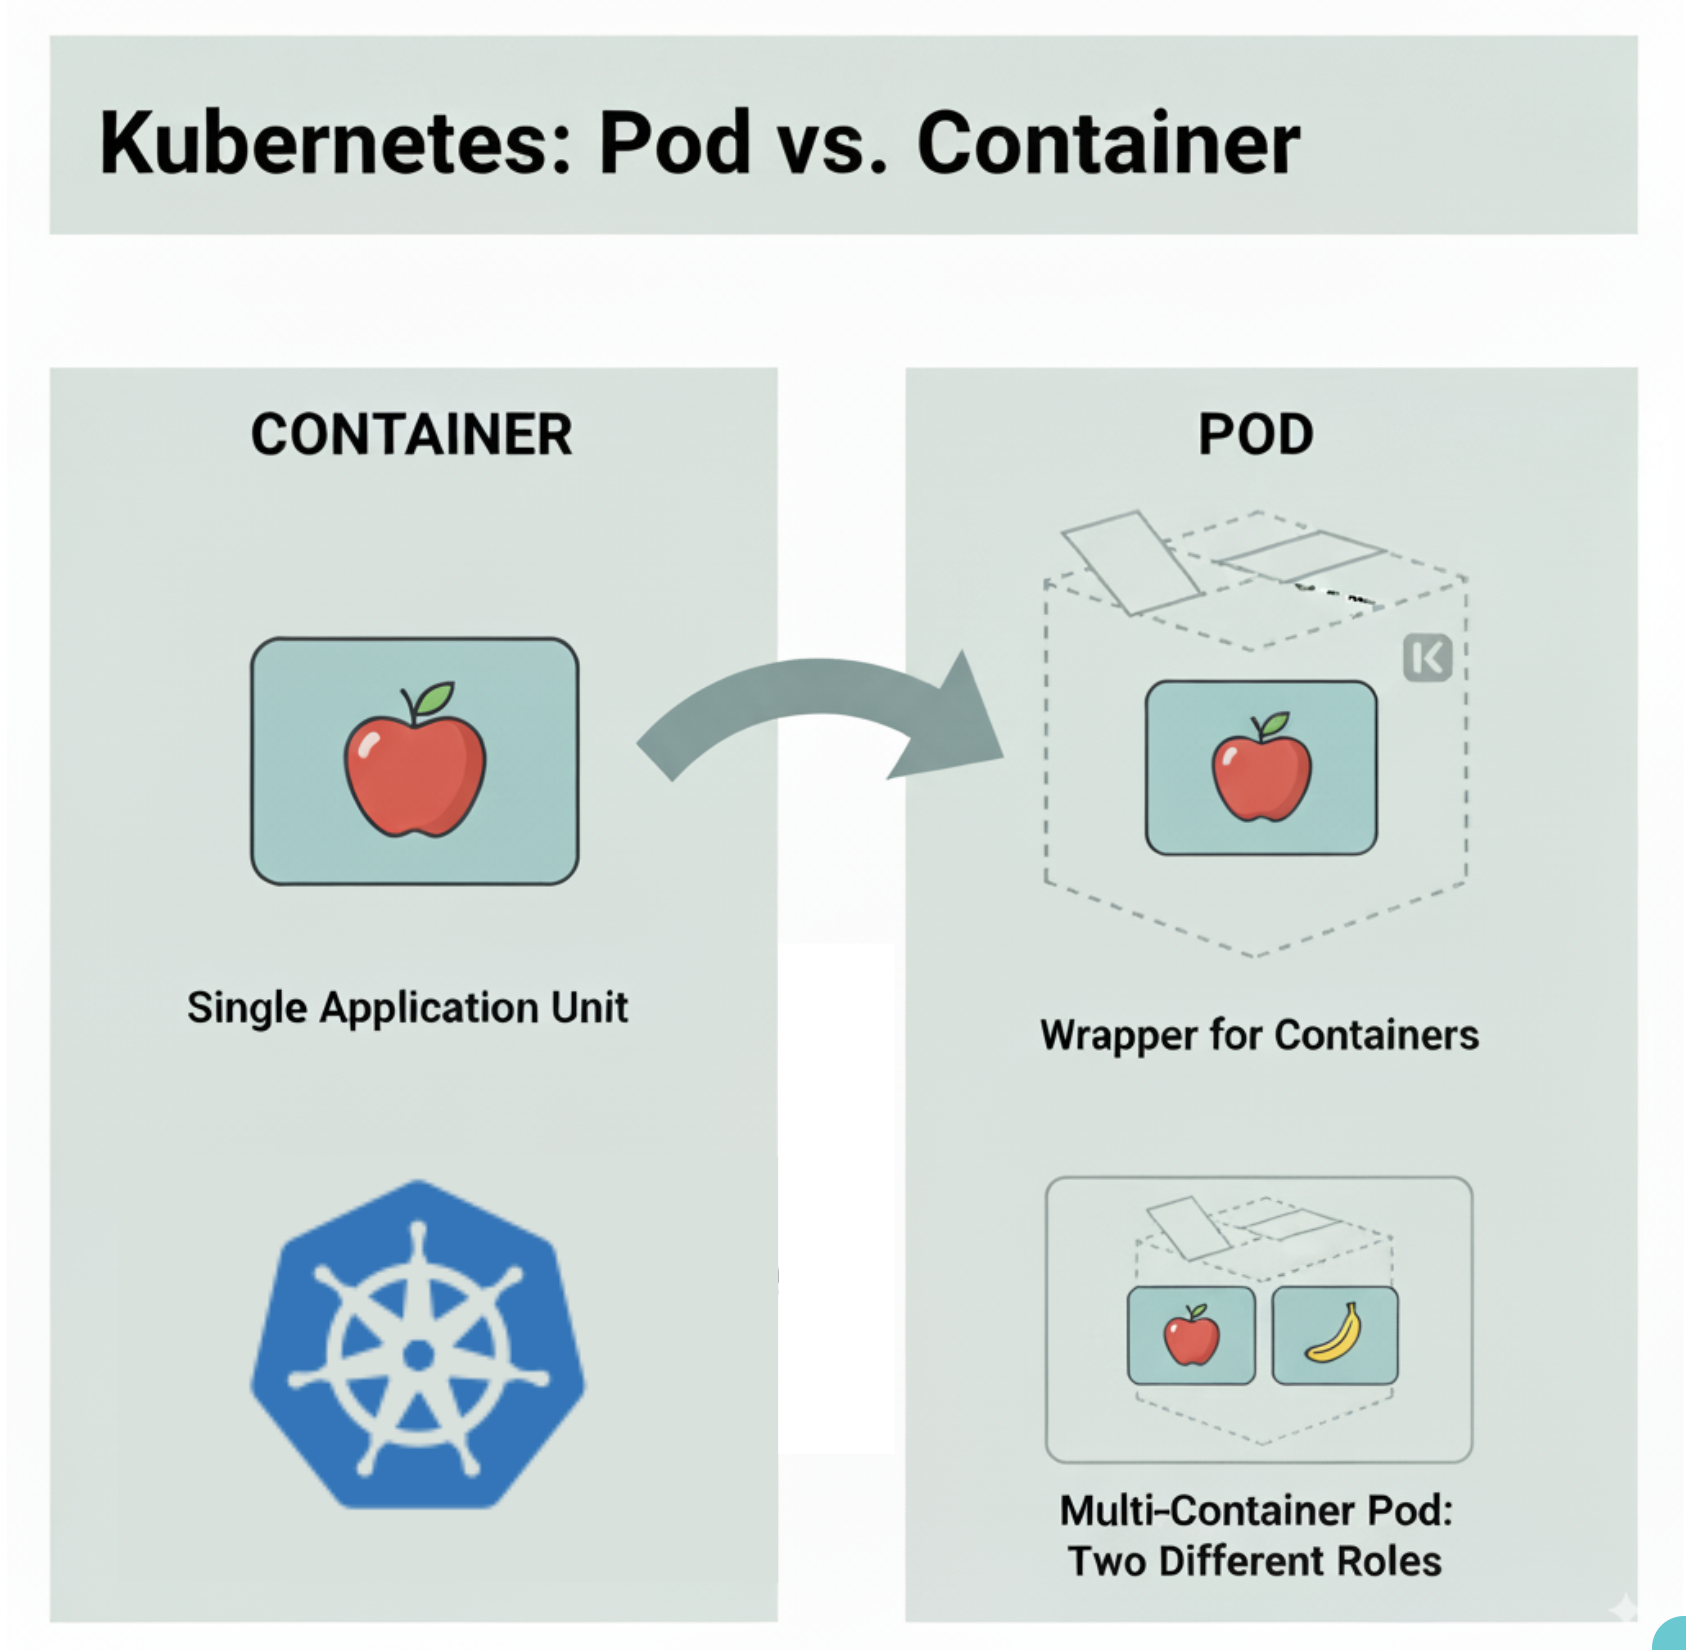 Kubernetes: Pod vs. Container
CONTAINER
Single Application Unit
POD
K
Wrapper for Containers
Multi-Container Pod:
Two Different Roles